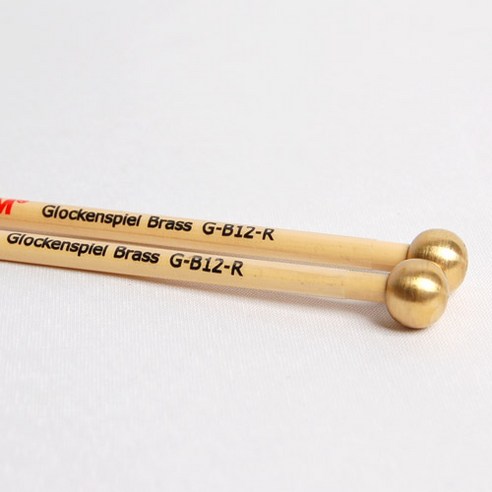 M® Glockenspiel Brass G-B12-R
Glockenspiel Brass G-B12-R